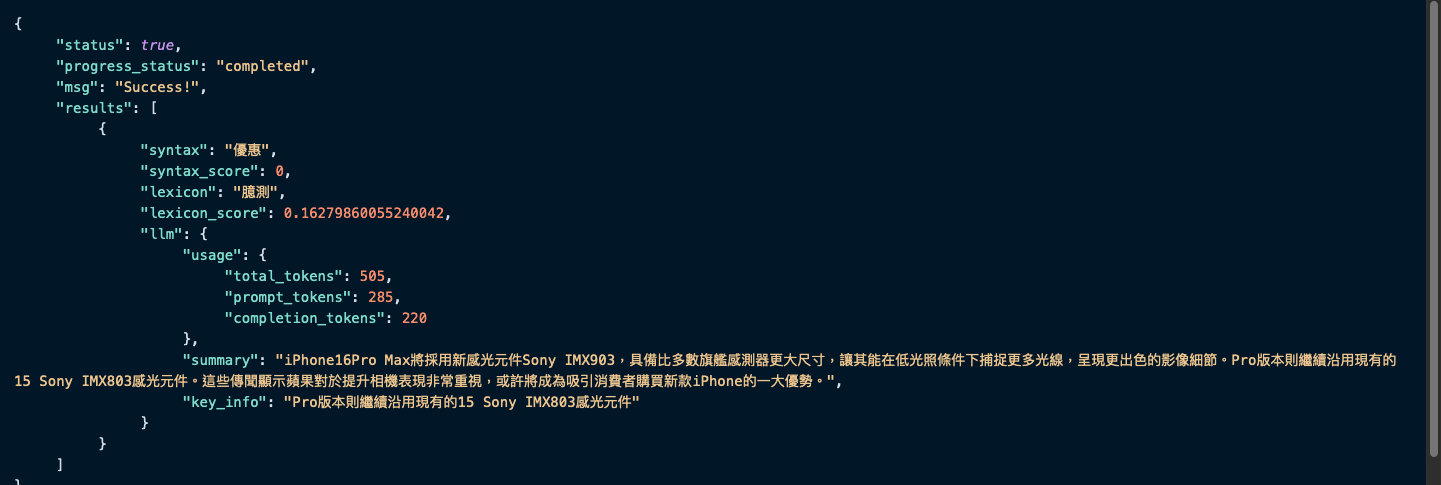 {
"status": true,
"progress_status": "completed",
"msg": "Success!",
"results": [
{
"syntax": "優惠",
"syntax_score": 0,
"lexicon": "臆測",
"lexicon_score": 0.16279860055240042,
"llm": {
"usage": {
"total_tokens": 505,
"prompt_tokens": 285,
"completion_tokens": 220
},
"summary": "iPhone16Pro Max將採用新感光元件Sony IMX903，具備比多數旗艦感測器更大尺寸，讓其能在低光照條件下捕捉更多光線，呈現更出色的影像細節。Pro版本則繼續沿用現有的
15 Sony IMX803感光元件。這些傳聞顯示蘋果對於提升相機表現非常重視，或許將成為吸引消費者購買新款iPhone的一大優勢。",
"key_info": "Pro版本則繼續沿用現有的15 Sony IMX803感光元件"
}
}
]
}